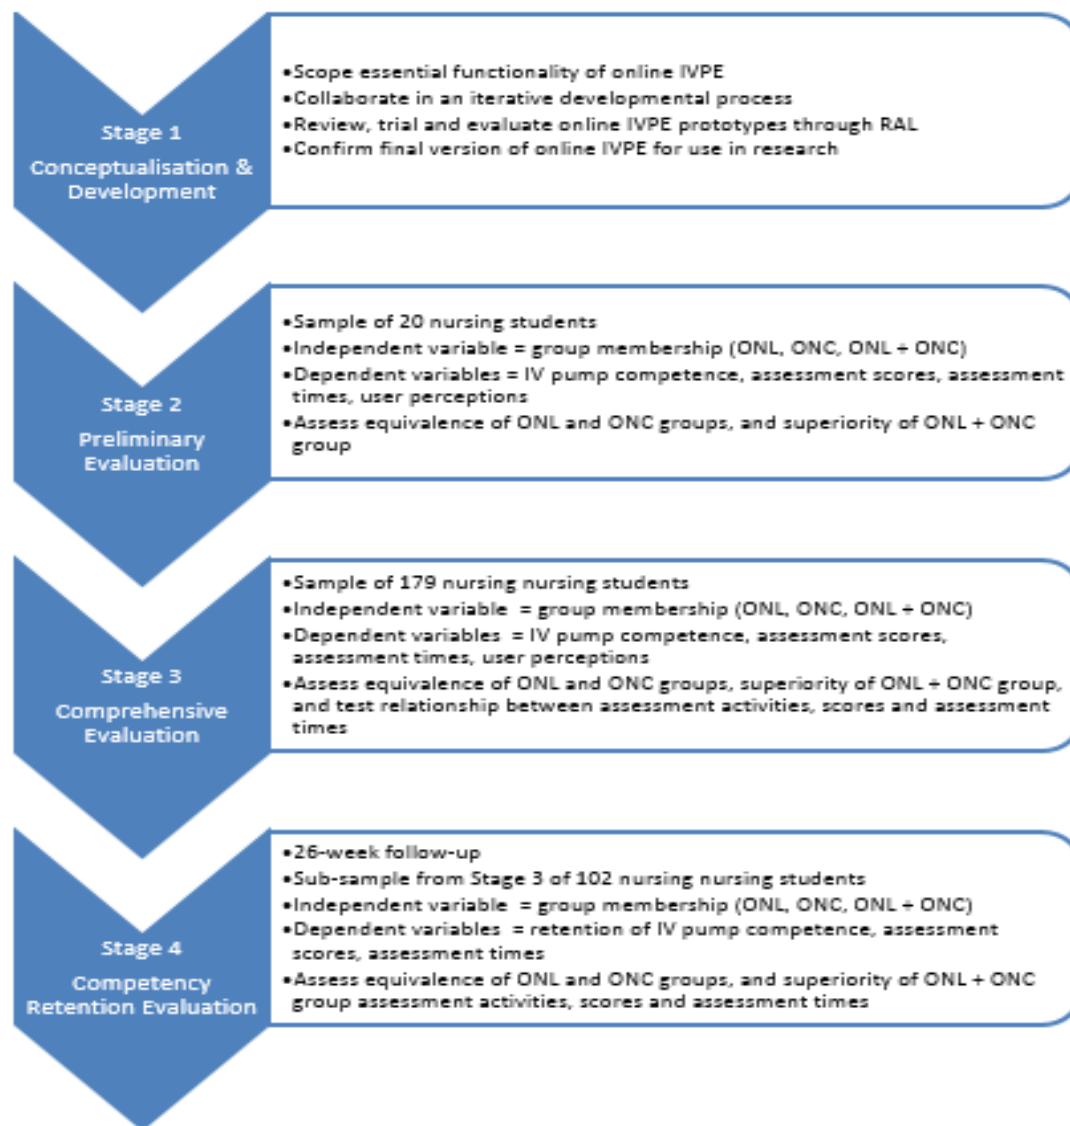 Stage 1
Conceptualisation &
Development
•Scope essential functionality of online IVPE
•Collaborate in an iterative developmental process
•Review, trial and evaluate online IVPE prototypes through RAL
•Confirm final version of online IVPE for use in research
Stage 2
Preliminary
Evaluation
•Sample of 20 nursing students
•Independent variable = group membership (ONL, ONC, ONL + ONC)
•Dependent variables = IV pump competence, assessment scores, assessment
times, user perceptions
•Assess equivalence of ONL and ONC groups, and superiority of ONL + ONC
group
Stage 3
Comprehensive
Evaluation
•Sample of 179 nursing nursing students
•Independent variable = group membership (ONL, ONC, ONL + ONC)
•Dependent variables = IV pump competence, assessment scores,
assessment times, user perceptions
•Assess equivalence of ONL and ONC groups, superiority of ONL + ONC group,
and test relationship between assessment activities, scores and assessment
times
Stage 4
Competency
Retention Evaluation
•26-week follow-up
•Sub-sample from Stage 3 of 102 nursing nursing students
•Independent variable = group membership (ONL, ONC, ONL + ONC)
•Dependent variables = retention of IV pump competence, assessment
scores, assessment times
•Assess equivalence of ONL and ONC groups, and superiority of ONL + ONC
group assessment activities, scores and assessment times